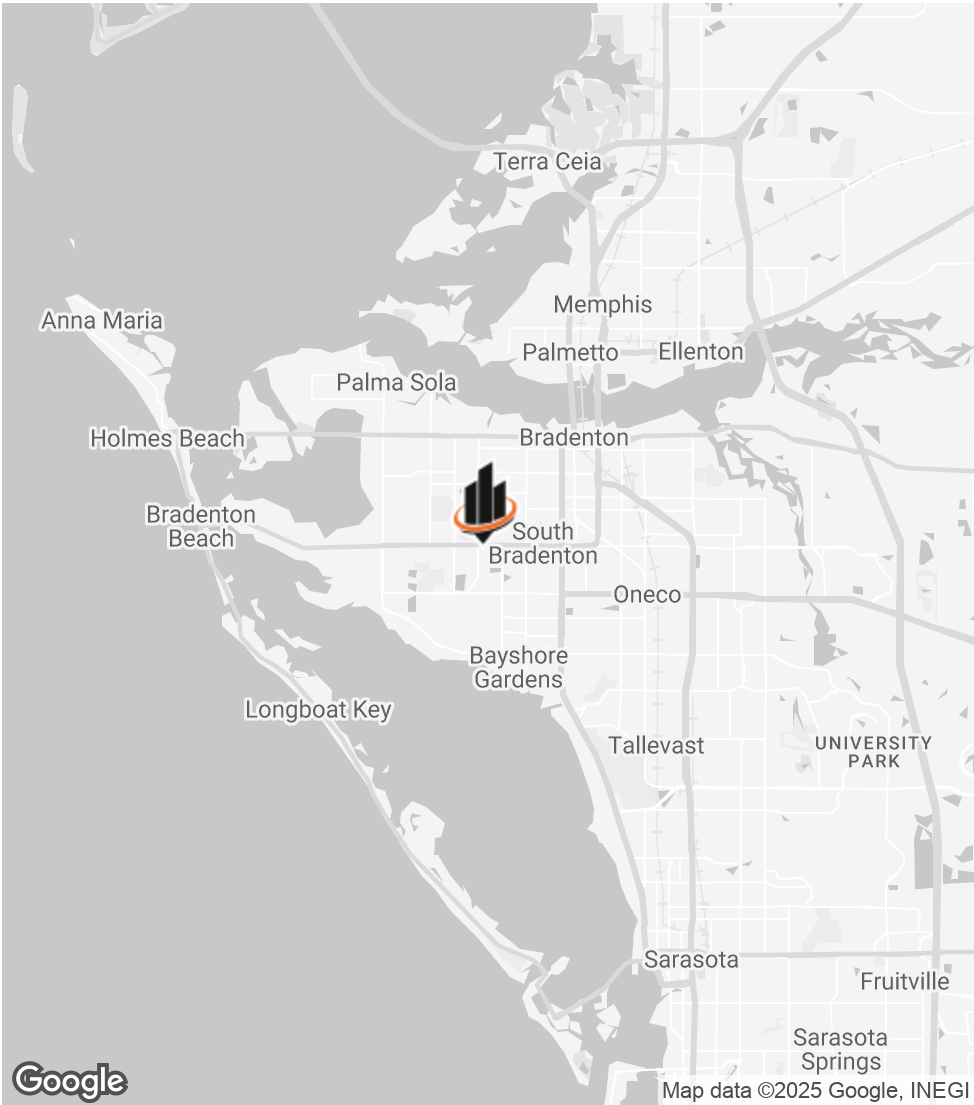 Terra Ceia
Memphis
Anna Maria
Palmetto
Ellenton
Palma Sola
Holmes Beach
Bradenton
Bradenton
Beach
South
Bradenton
Oneco
Bayshore
Gardens
Longboat Key
Tallevast
UNIVERSITY
PARK
Sarasota
Fruitville
Sarasota
Springs
Google
Map data ©2025 Google, INEGI